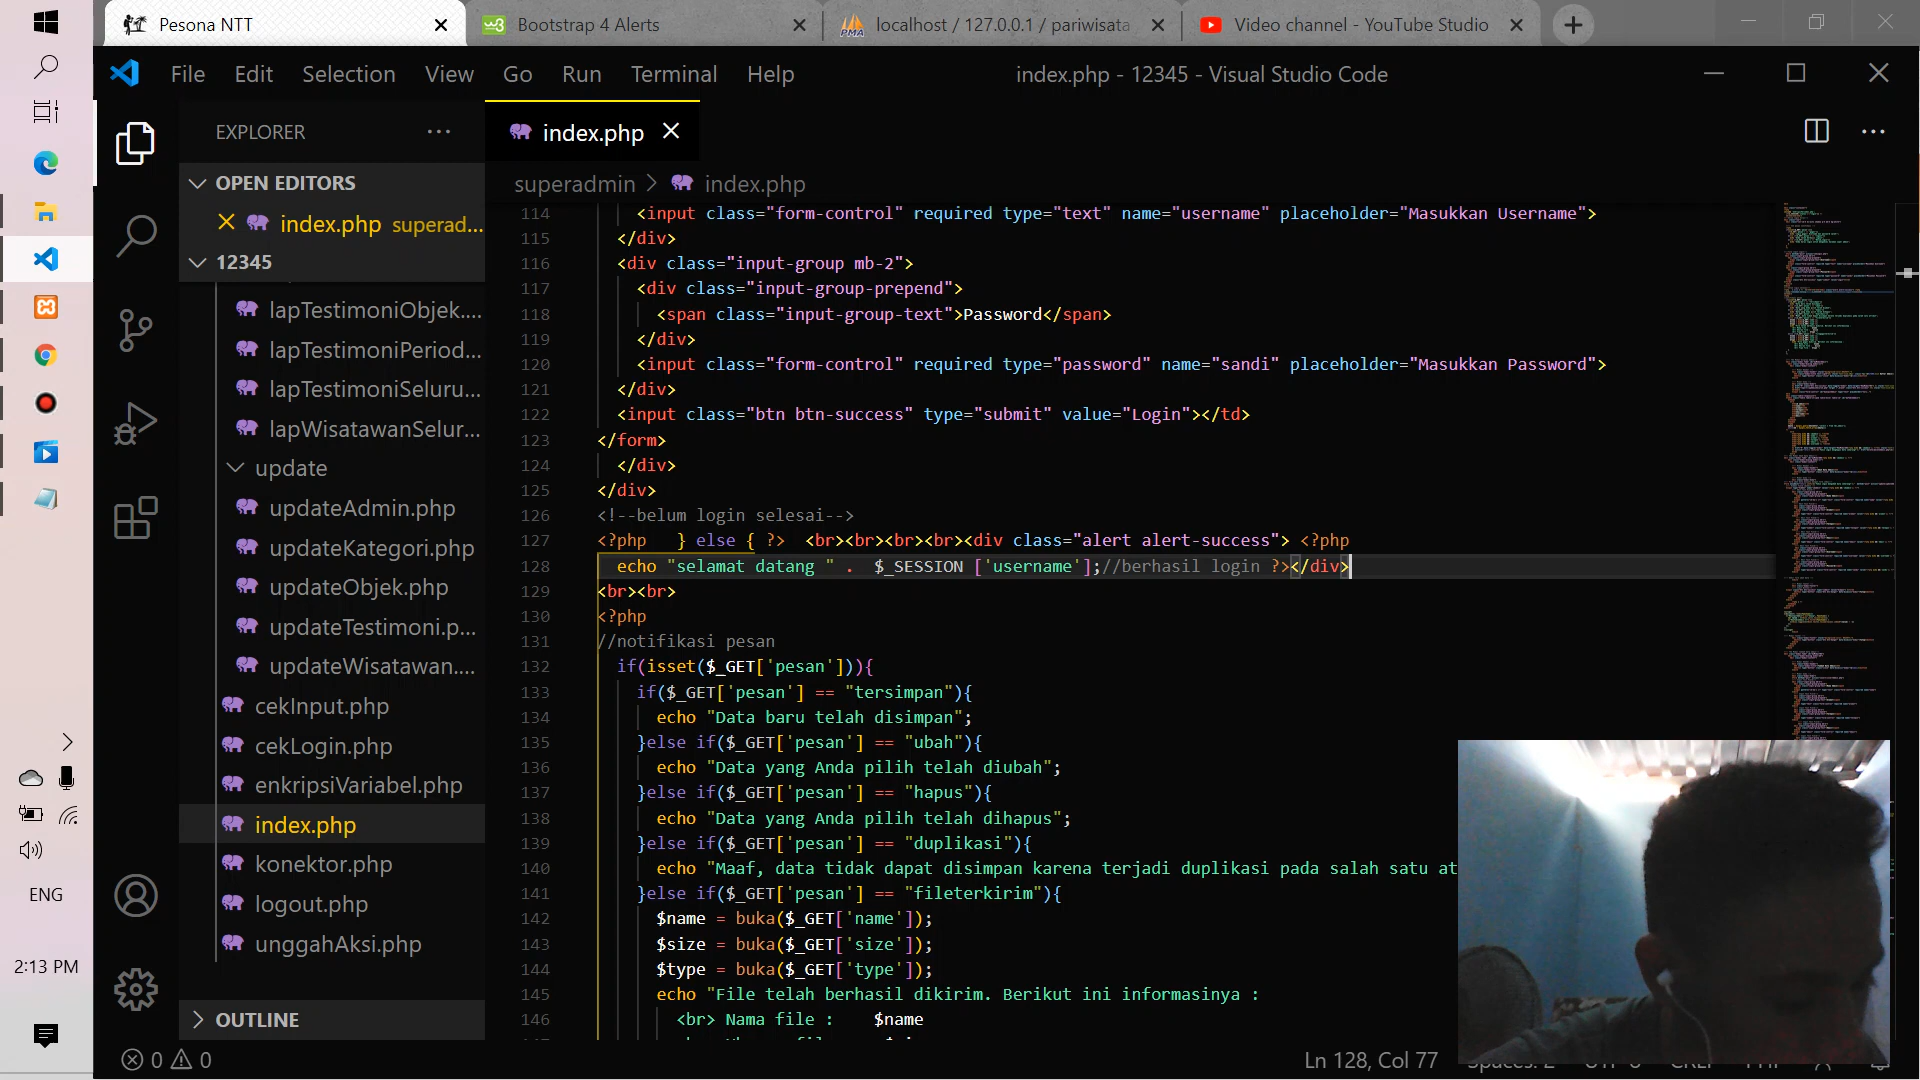 Pesona NTT
Bootstrap 4 Alerts
localhost / 127.0.0.1 / pariwisata
Video channel - YouTube Studio
File Edit Selection View Go Run Terminal Help
index.php - 12345 - Visual Studio Code
EXPLORER
index.php
OPEN EDITORS
superadmin > index.php
index.php superad...
12345
lapTestimoniObjek....
lapTestimoniPeriod...
lapTestimoniSeluru...
lapWisatawanSelur...
update
updateAdmin.php
updateKategori.php
updateObjek.php
updateTestimoni.p...
updateWisatawan....
cekInput.php
cekLogin.php
enkripsiVariabel.php
index.php
konektor.php
logout.php
unggahAksi.php
OUTLINE
114 <input class="form-control" required type="text" name="username" placeholder="Masukkan Username">
115 </div>
116 <div class="input-group mb-2">
117 <div class="input-group-prepend">
118 <span class="input-group-text">Password</span>
119 </div>
120 <input class="form-control" required type="password" name="sandi" placeholder="Masukkan Password">
121 </div>
122 <input class="btn btn-success" type="submit" value="Login"></td>
123 </form>
124 </div>
125 </div>
126 <!--belum login selesai-->
127 <?php } else { ?> <br><br><br><br><div class="alert alert-success"> <?php
128 echo "selamat datang " . $_SESSION ['username'];//berhasil login ?></div>
129 <br><br>
130 <?php
131 //notifikasi pesan
132 if(isset($_GET['pesan'])){
133 if($_GET['pesan'] == "tersimpan"){
134 echo "Data baru telah disimpan";
135 }else if($_GET['pesan'] == "ubah"){
136 echo "Data yang Anda pilih telah diubah";
137 }else if($_GET['pesan'] == "hapus"){
138 echo "Data yang Anda pilih telah dihapus";
139 }else if($_GET['pesan'] == "duplikasi"){
140 echo "Maaf, data tidak dapat disimpan karena terjadi duplikasi pada salah satu at
141 }else if($_GET['pesan'] == "fileterkirim"){
142 $name = buka($_GET['name']);
143 $size = buka($_GET['size']);
144 $type = buka($_GET['type']);
145 echo "File telah berhasil dikirim. Berikut ini informasinya :
146 <br> Nama file : $name
ENG
2:13 PM
0 0
Ln 128, Col 77